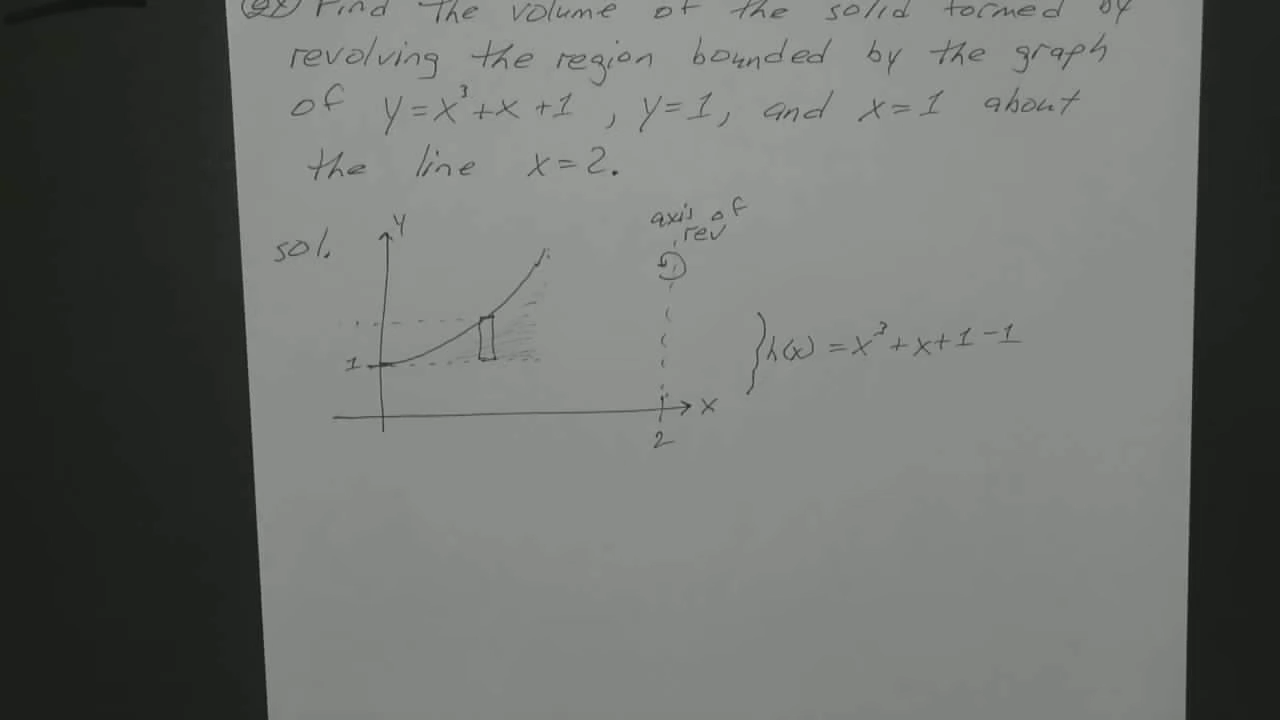 Ex Find the volume of the solid formed by
revolving the region bounded by the graph
of y=x³+x+1, y=1, and x=1 about
the line x=2.
sol.
y
axis of
rev
1
h(x) = x³+x+1-1
x
2